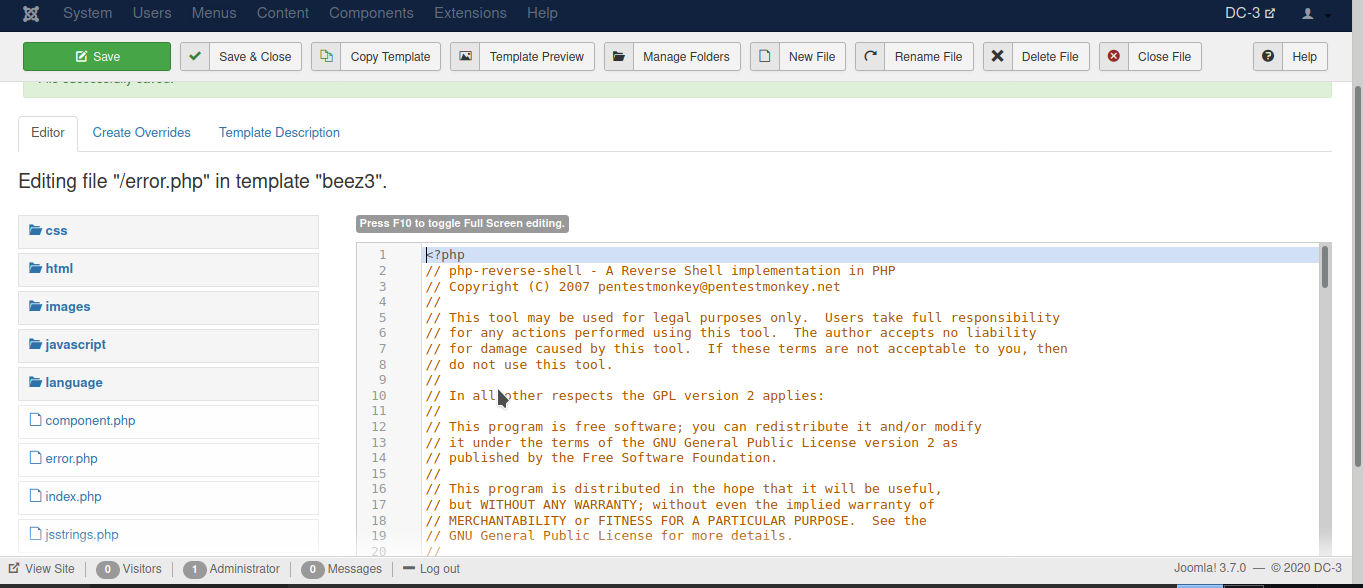 System Users Menus Content Components Extensions Help DC-3
Save Save & Close Copy Template Template Preview Manage Folders New File Rename File Delete File Close File Help
Editor Create Overrides Template Description
Editing file "/error.php" in template "beez3".
css
html
images
javascript
language
component.php
error.php
index.php
jsstrings.php
Press F10 to toggle Full Screen editing.
1 <?php
2 // php-reverse-shell - A Reverse Shell implementation in PHP
3 // Copyright (C) 2007 pentestmonkey@pentestmonkey.net
4 //
5 // This tool may be used for legal purposes only.  Users take full responsibility
6 // for any actions performed using this tool.  The author accepts no liability
7 // for damage caused by this tool.  If these terms are not acceptable to you, then
8 // do not use this tool.
9 //
10 // In all other respects the GPL version 2 applies:
11 //
12 // This program is free software; you can redistribute it and/or modify
13 // it under the terms of the GNU General Public License version 2 as
14 // published by the Free Software Foundation.
15 //
16 // This program is distributed in the hope that it will be useful,
17 // but WITHOUT ANY WARRANTY; without even the implied warranty of
18 // MERCHANTABILITY or FITNESS FOR A PARTICULAR PURPOSE.  See the
19 // GNU General Public License for more details.
20 //
View Site 0 Visitors 1 Administrator 0 Messages Log out Joomla! 3.7.0 — © 2020 DC-3